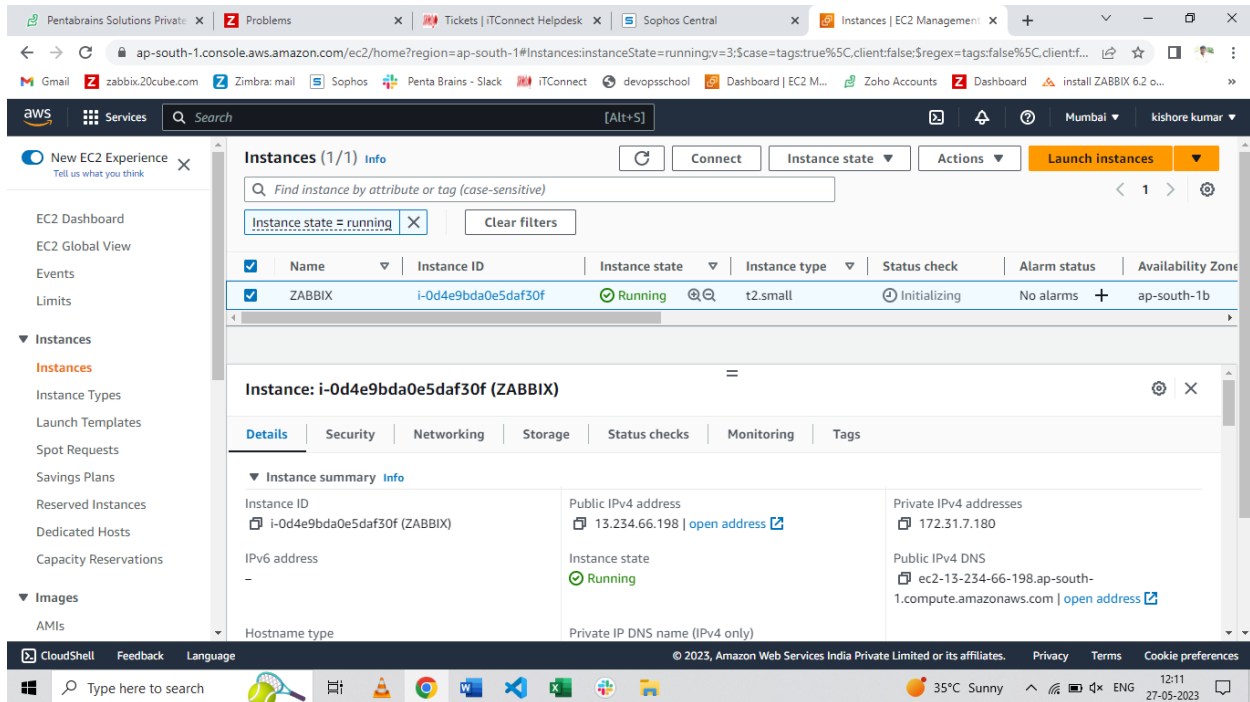 Pentabrains Solutions Private
Problems
Tickets | iTConnect Helpdesk
Sophos Central
Instances | EC2 Management
ap-south-1.console.aws.amazon.com/ec2/home?region=ap-south-1#Instances:instanceState=running;v=3;$case=tags:true%5C,client:false;$regex=tags:false%5C,client:f...
Gmail zabbix.20cube.com Zimbra: mail Sophos Penta Brains - Slack iTConnect devopsschool Dashboard | EC2 M... Zoho Accounts Dashboard install ZABBIX 6.2 o... »
aws Services Search [Alt+S] Mumbai ▼ kishore kumar ▼
New EC2 Experience
Tell us what you think
EC2 Dashboard
EC2 Global View
Events
Limits
Instances
Instances
Instance Types
Launch Templates
Spot Requests
Savings Plans
Reserved Instances
Dedicated Hosts
Capacity Reservations
Images
AMIs
Instances (1/1) Info
Connect Instance state ▼ Actions ▼ Launch instances ▼
Find instance by attribute or tag (case-sensitive)
1
Instance state = running Clear filters
Name Instance ID Instance state Instance type Status check Alarm status Availability Zone
ZABBIX i-0d4e9bda0e5daf30f Running t2.small Initializing No alarms + ap-south-1b
Instance: i-0d4e9bda0e5daf30f (ZABBIX)
Details Security Networking Storage Status checks Monitoring Tags
Instance summary Info
Instance ID
i-0d4e9bda0e5daf30f (ZABBIX)
Public IPv4 address
13.234.66.198 | open address
Private IPv4 addresses
172.31.7.180
IPv6 address
–
Instance state
Running
Public IPv4 DNS
ec2-13-234-66-198.ap-south-
1.compute.amazonaws.com | open address
Hostname type
Private IP DNS name (IPv4 only)
CloudShell Feedback Language © 2023, Amazon Web Services India Private Limited or its affiliates. Privacy Terms Cookie preferences
Type here to search 35°C Sunny ENG 12:11
27-05-2023